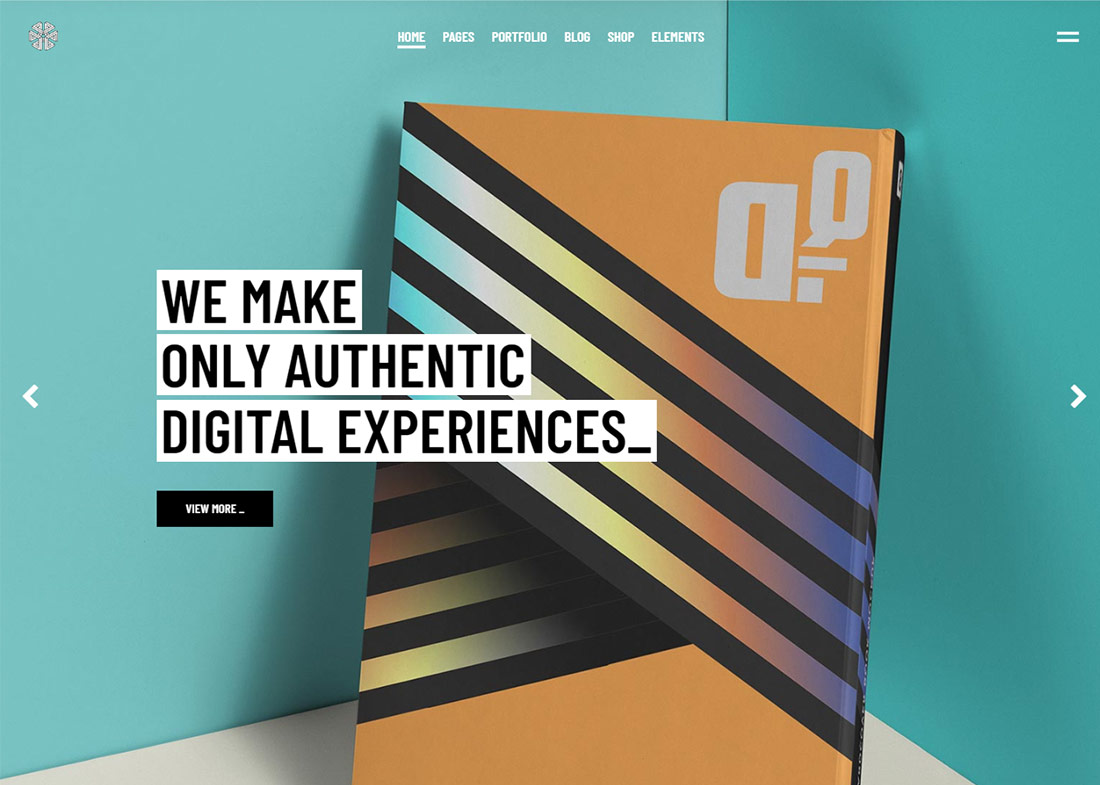 HOME PAGES PORTFOLIO BLOG SHOP ELEMENTS
WE MAKE
ONLY AUTHENTIC
DIGITAL EXPERIENCES_
VIEW MORE _